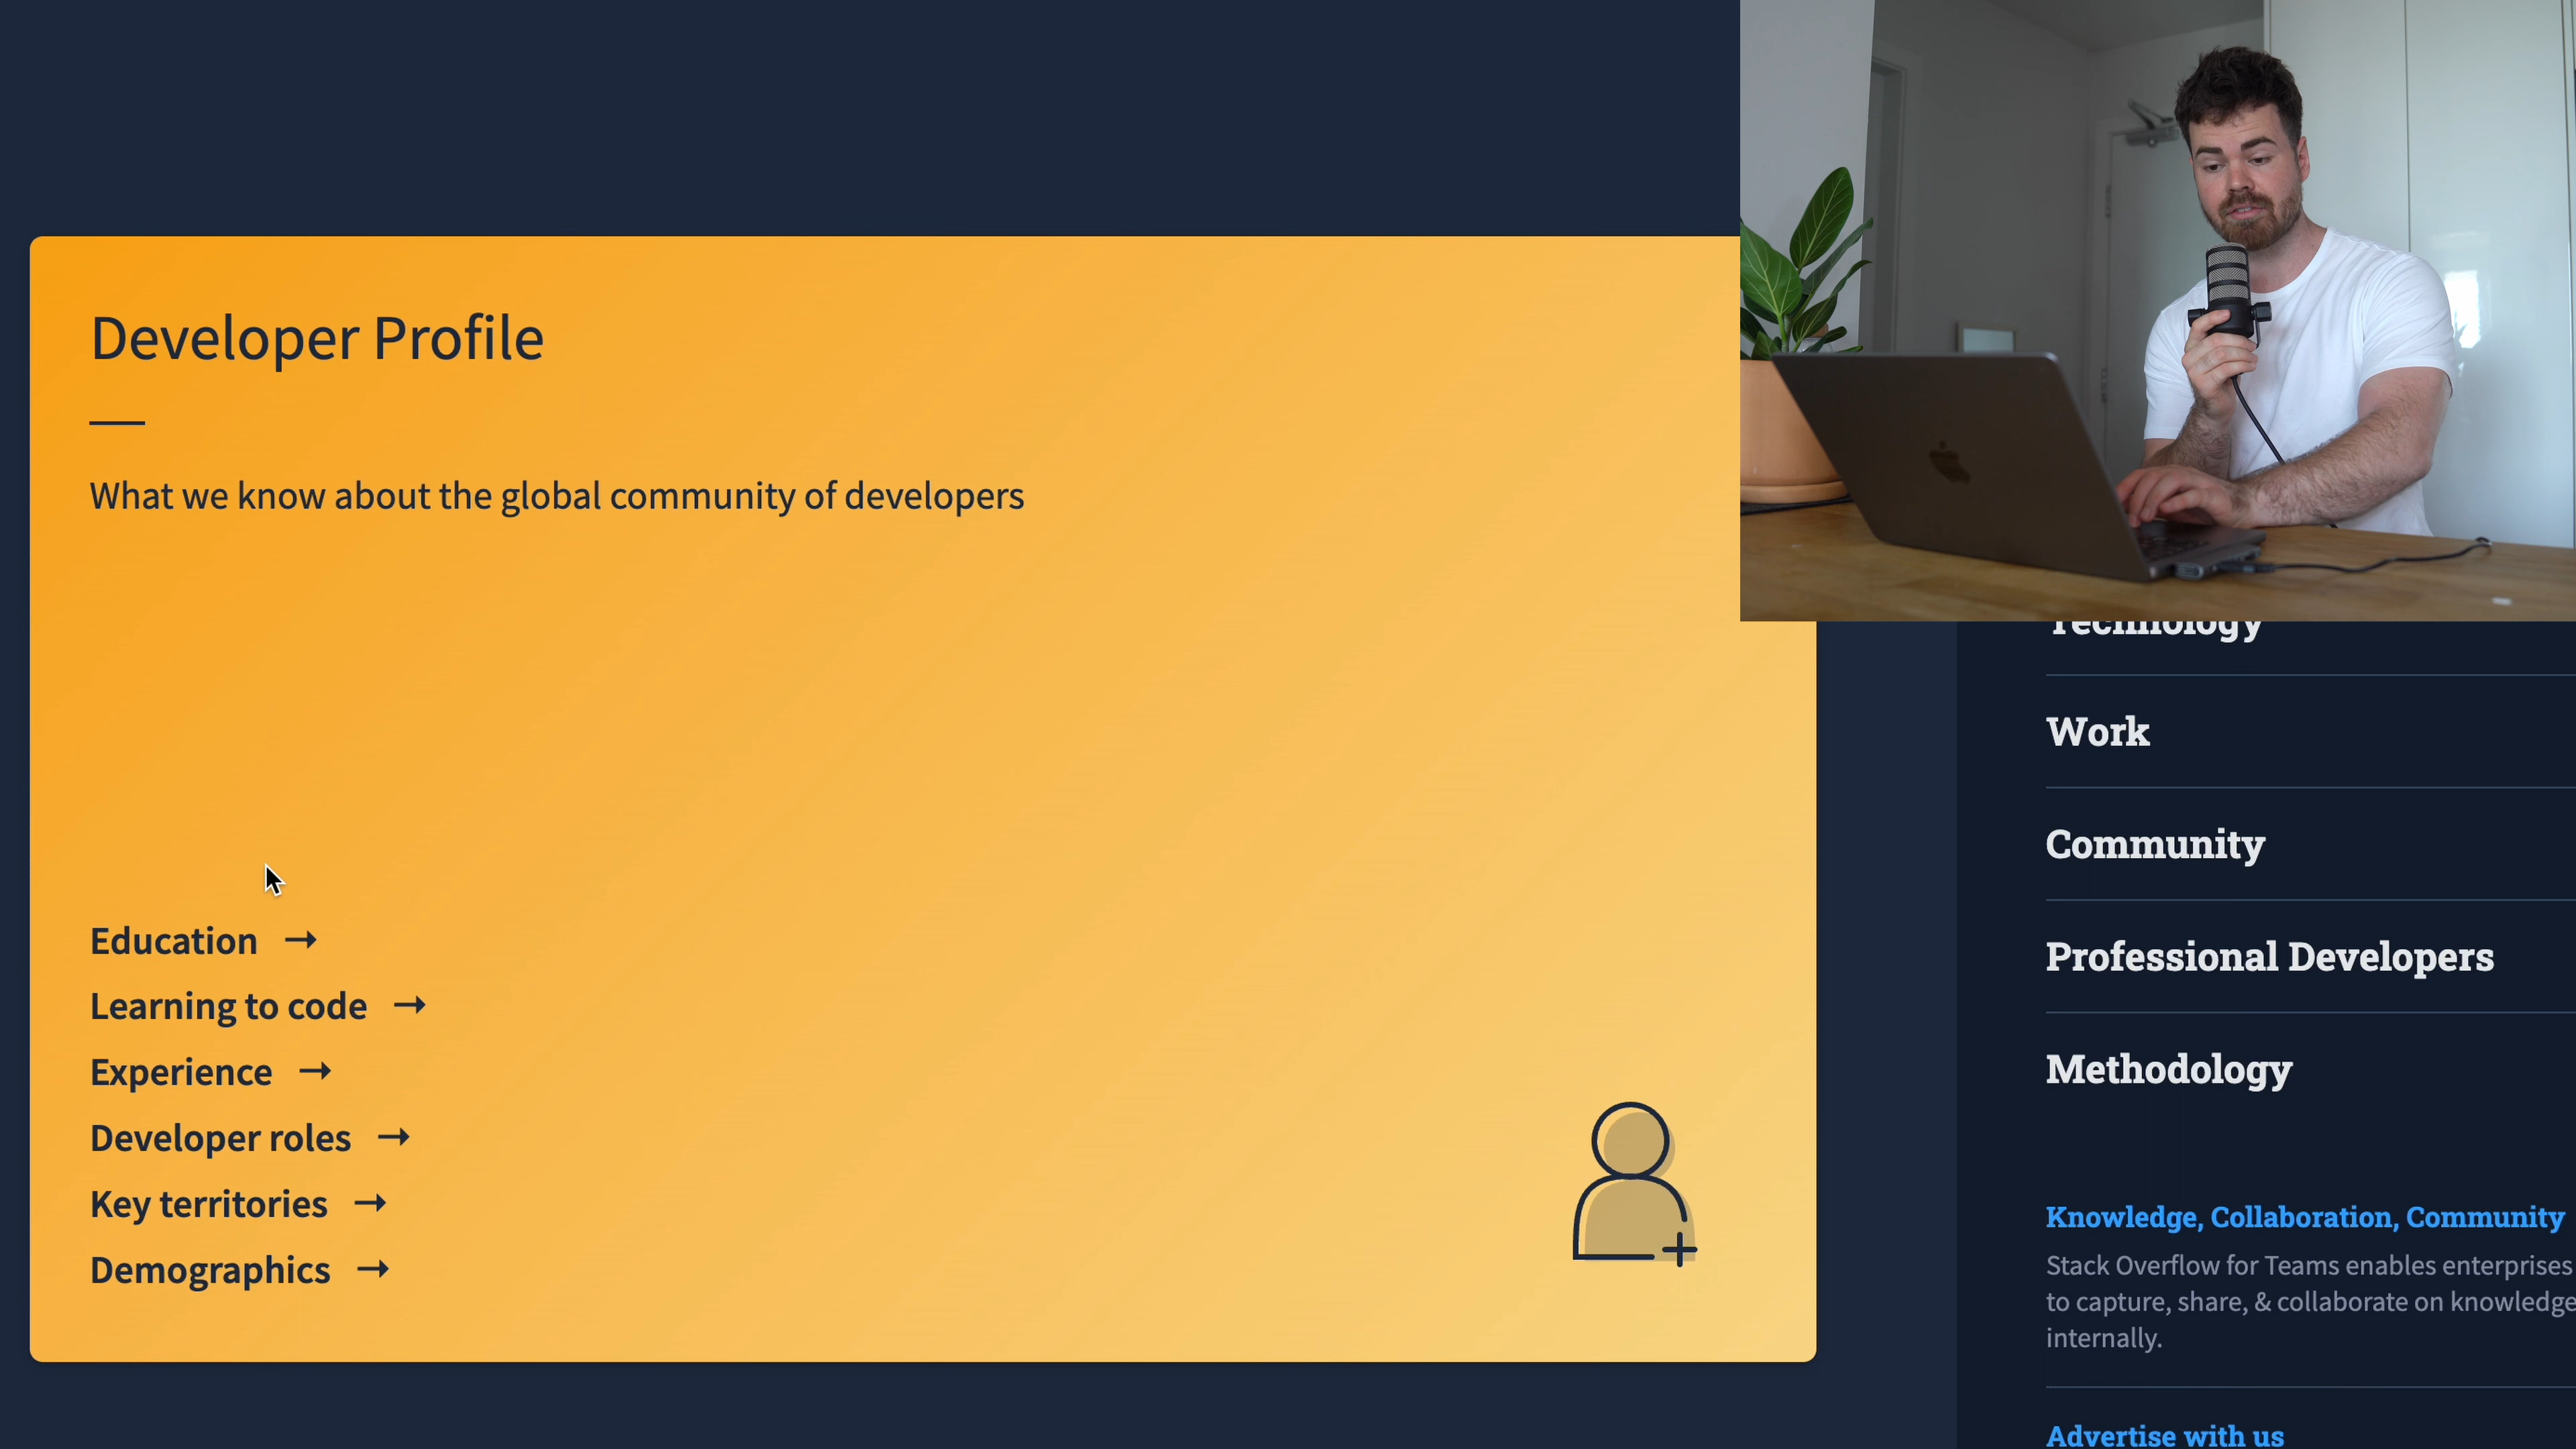 Developer Profile
What we know about the global community of developers
Education →
Learning to code →
Experience →
Developer roles →
Key territories →
Demographics →
Technology
Work
Community
Professional Developers
Methodology
Knowledge, Collaboration, Community
Stack Overflow for Teams enables enterprises
to capture, share, & collaborate on knowledge
internally.
Advertise with us